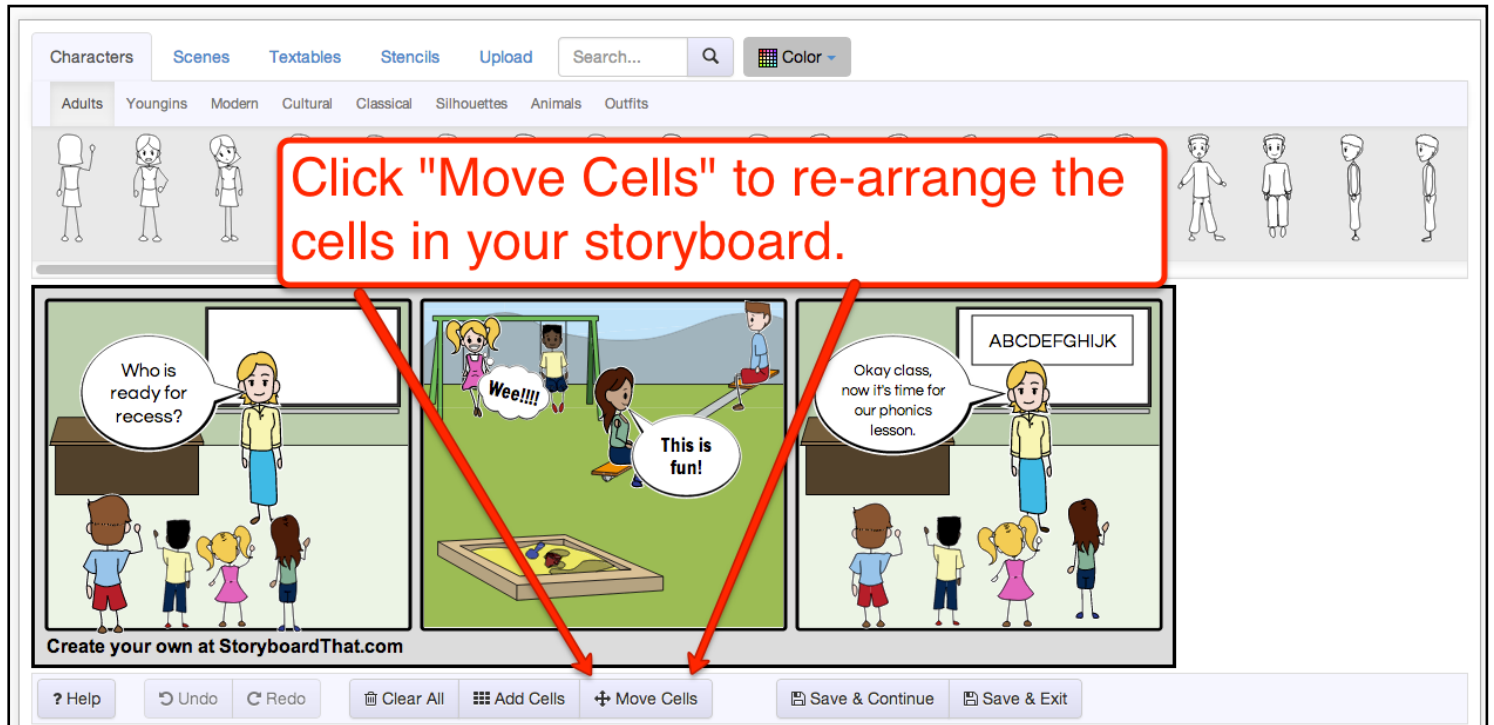 Characters Scenes Textables Stencils Upload Search... Color
Adults Youngins Modern Cultural Classical Silhouettes Animals Outfits
Click "Move Cells" to re-arrange the
cells in your storyboard.
Who is
ready for
recess?
Wee!!!!
This is
fun!
ABCDEFGHIJK
Okay class,
now it's time for
our phonics
lesson.
Create your own at StoryboardThat.com
? Help Undo Redo Clear All Add Cells Move Cells Save & Continue Save & Exit